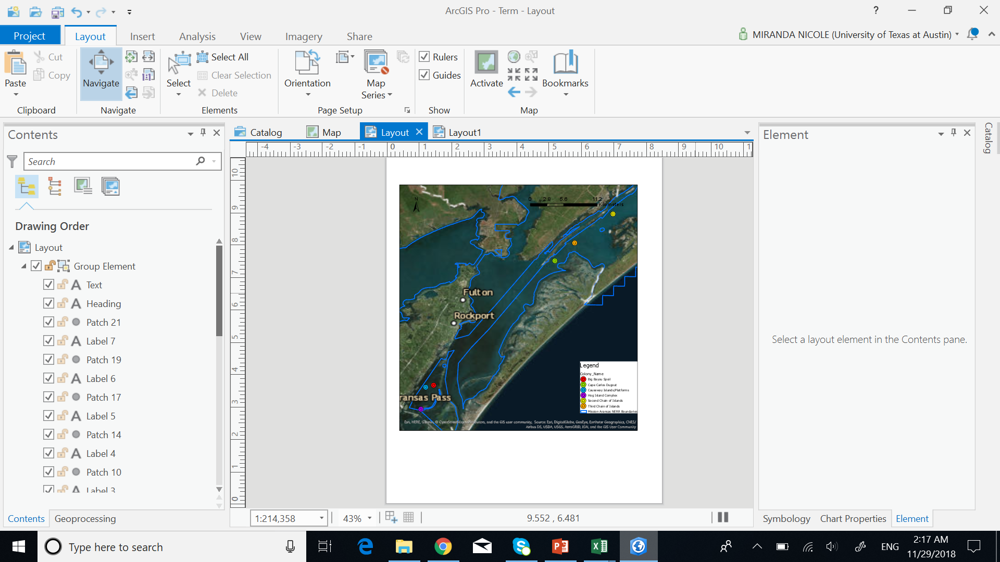 ArcGIS Pro - Term - Layout
?
Project
Layout
Insert
Analysis
View
Imagery
Share
MIRANDA NICOLE (University of Texas at Austin)
Paste
Cut
Copy
Clipboard
Navigate
Navigate
Select
Select All
Clear Selection
Delete
Elements
Orientation
Map
Series
Page Setup
Rulers
Guides
Show
Activate
Bookmarks
Map
Contents
Search
Drawing Order
Layout
Group Element
Text
Heading
Patch 21
Label 7
Patch 19
Label 6
Patch 17
Label 5
Patch 14
Label 4
Patch 10
Label 3
Contents
Geoprocessing
Catalog
Map
Layout
Layout1
-4 -3 -2 -1 0 1 2 3 4 5 6 7 8 9 10 1
10
9
8
7
6
5
4
3
2
1
0
N
0 2.8 5.6 11.2
Kilometers
Fulton
Rockport
ransas Pass
Legend
Colony_Name
Big Bayou Spoil
Cape Carlos Dugout
Causeway Islands/Platforms
Hog Island Complex
Second Chain of Islands
Third Chain of Islands
Mission Aransas NERR Boundaries
Esri, HERE, Garmin, © OpenStreetMap contributors, and the GIS user community, Source: Esri, DigitalGlobe, GeoEye, Earthstar Geographics, CNES/
Airbus DS, USDA, USGS, AeroGRID, IGN, and the GIS User Community
1:214,358
43%
9.552 , 6.481
Element
Select a layout element in the Contents pane.
Symbology
Chart Properties
Element
Catalog
Type here to search
ENG
2:17 AM
11/29/2018